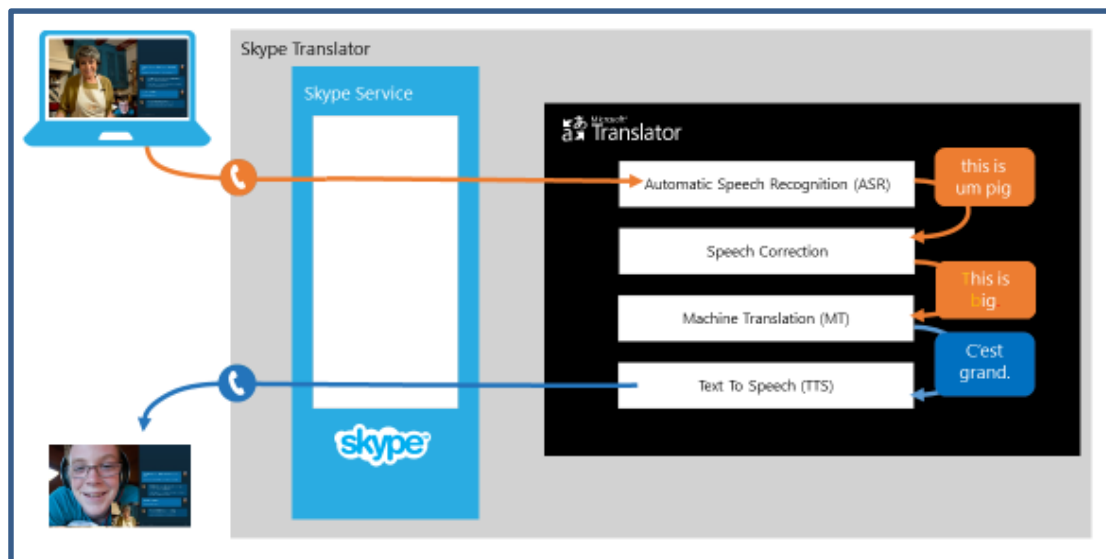 Skype Translator
Skype Service
Microsoft®
Translator
Automatic Speech Recognition (ASR)
this is
um pig
Speech Correction
This is
big.
Machine Translation (MT)
C'est
grand.
Text To Speech (TTS)
skype